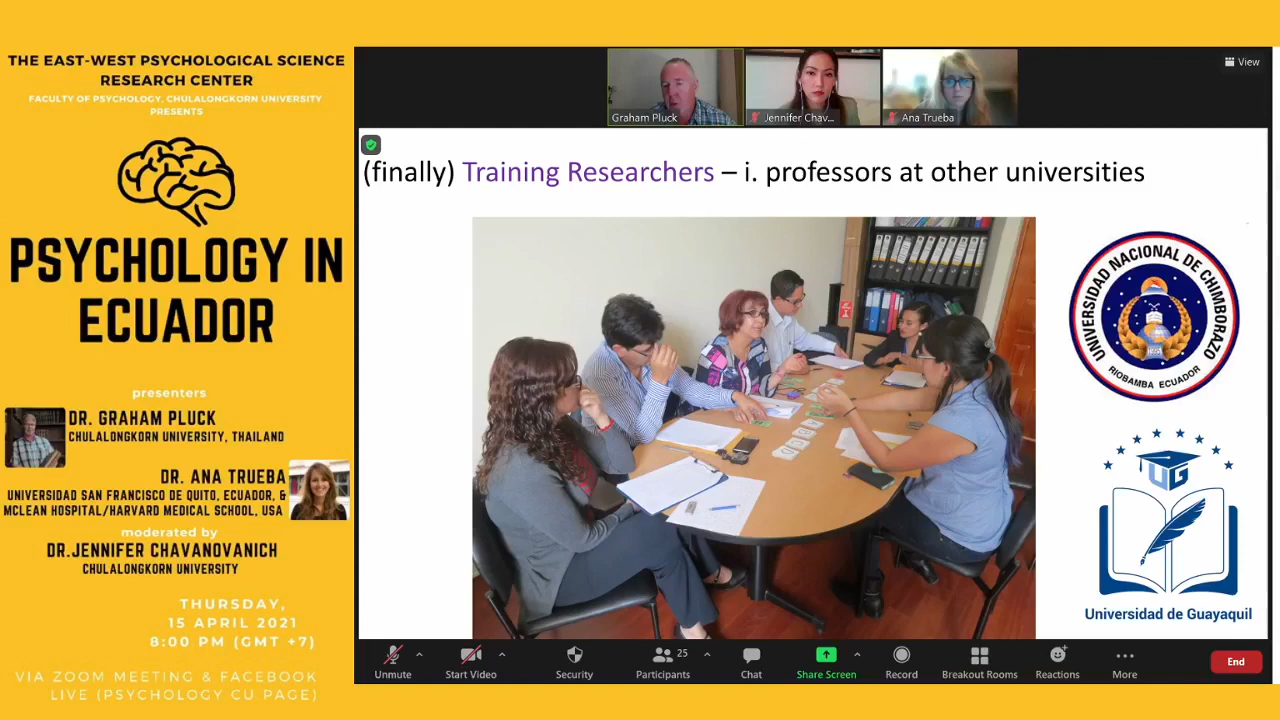 THE EAST-WEST PSYCHOLOGICAL SCIENCE
RESEARCH CENTER
FACULTY OF PSYCHOLOGY, CHULALONGKORN UNIVERSITY
PRESENTS
PSYCHOLOGY IN
ECUADOR
presenters
DR. GRAHAM PLUCK
CHULALONGKORN UNIVERSITY, THAILAND
DR. ANA TRUEBA
UNIVERSIDAD SAN FRANCISCO DE QUITO, ECUADOR, &
MCLEAN HOSPITAL/HARVARD MEDICAL SCHOOL, USA
moderated by
DR.JENNIFER CHAVANOVANICH
CHULALONGKORN UNIVERSITY
THURSDAY,
15 APRIL 2021
8:00 PM (GMT +7)
VIA ZOOM MEETING & FACEBOOK
LIVE (PSYCHOLOGY CU PAGE)
Graham Pluck
Jennifer Chav...
Ana Trueba
View
(finally) Training Researchers – i. professors at other universities
UNIVERSIDAD NACIONAL DE CHIMBORAZO
RIOBAMBA ECUADOR
UG
Universidad de Guayaquil
Unmute
Start Video
Security
25
Participants
Chat
Share Screen
Record
Breakout Rooms
Reactions
More
End